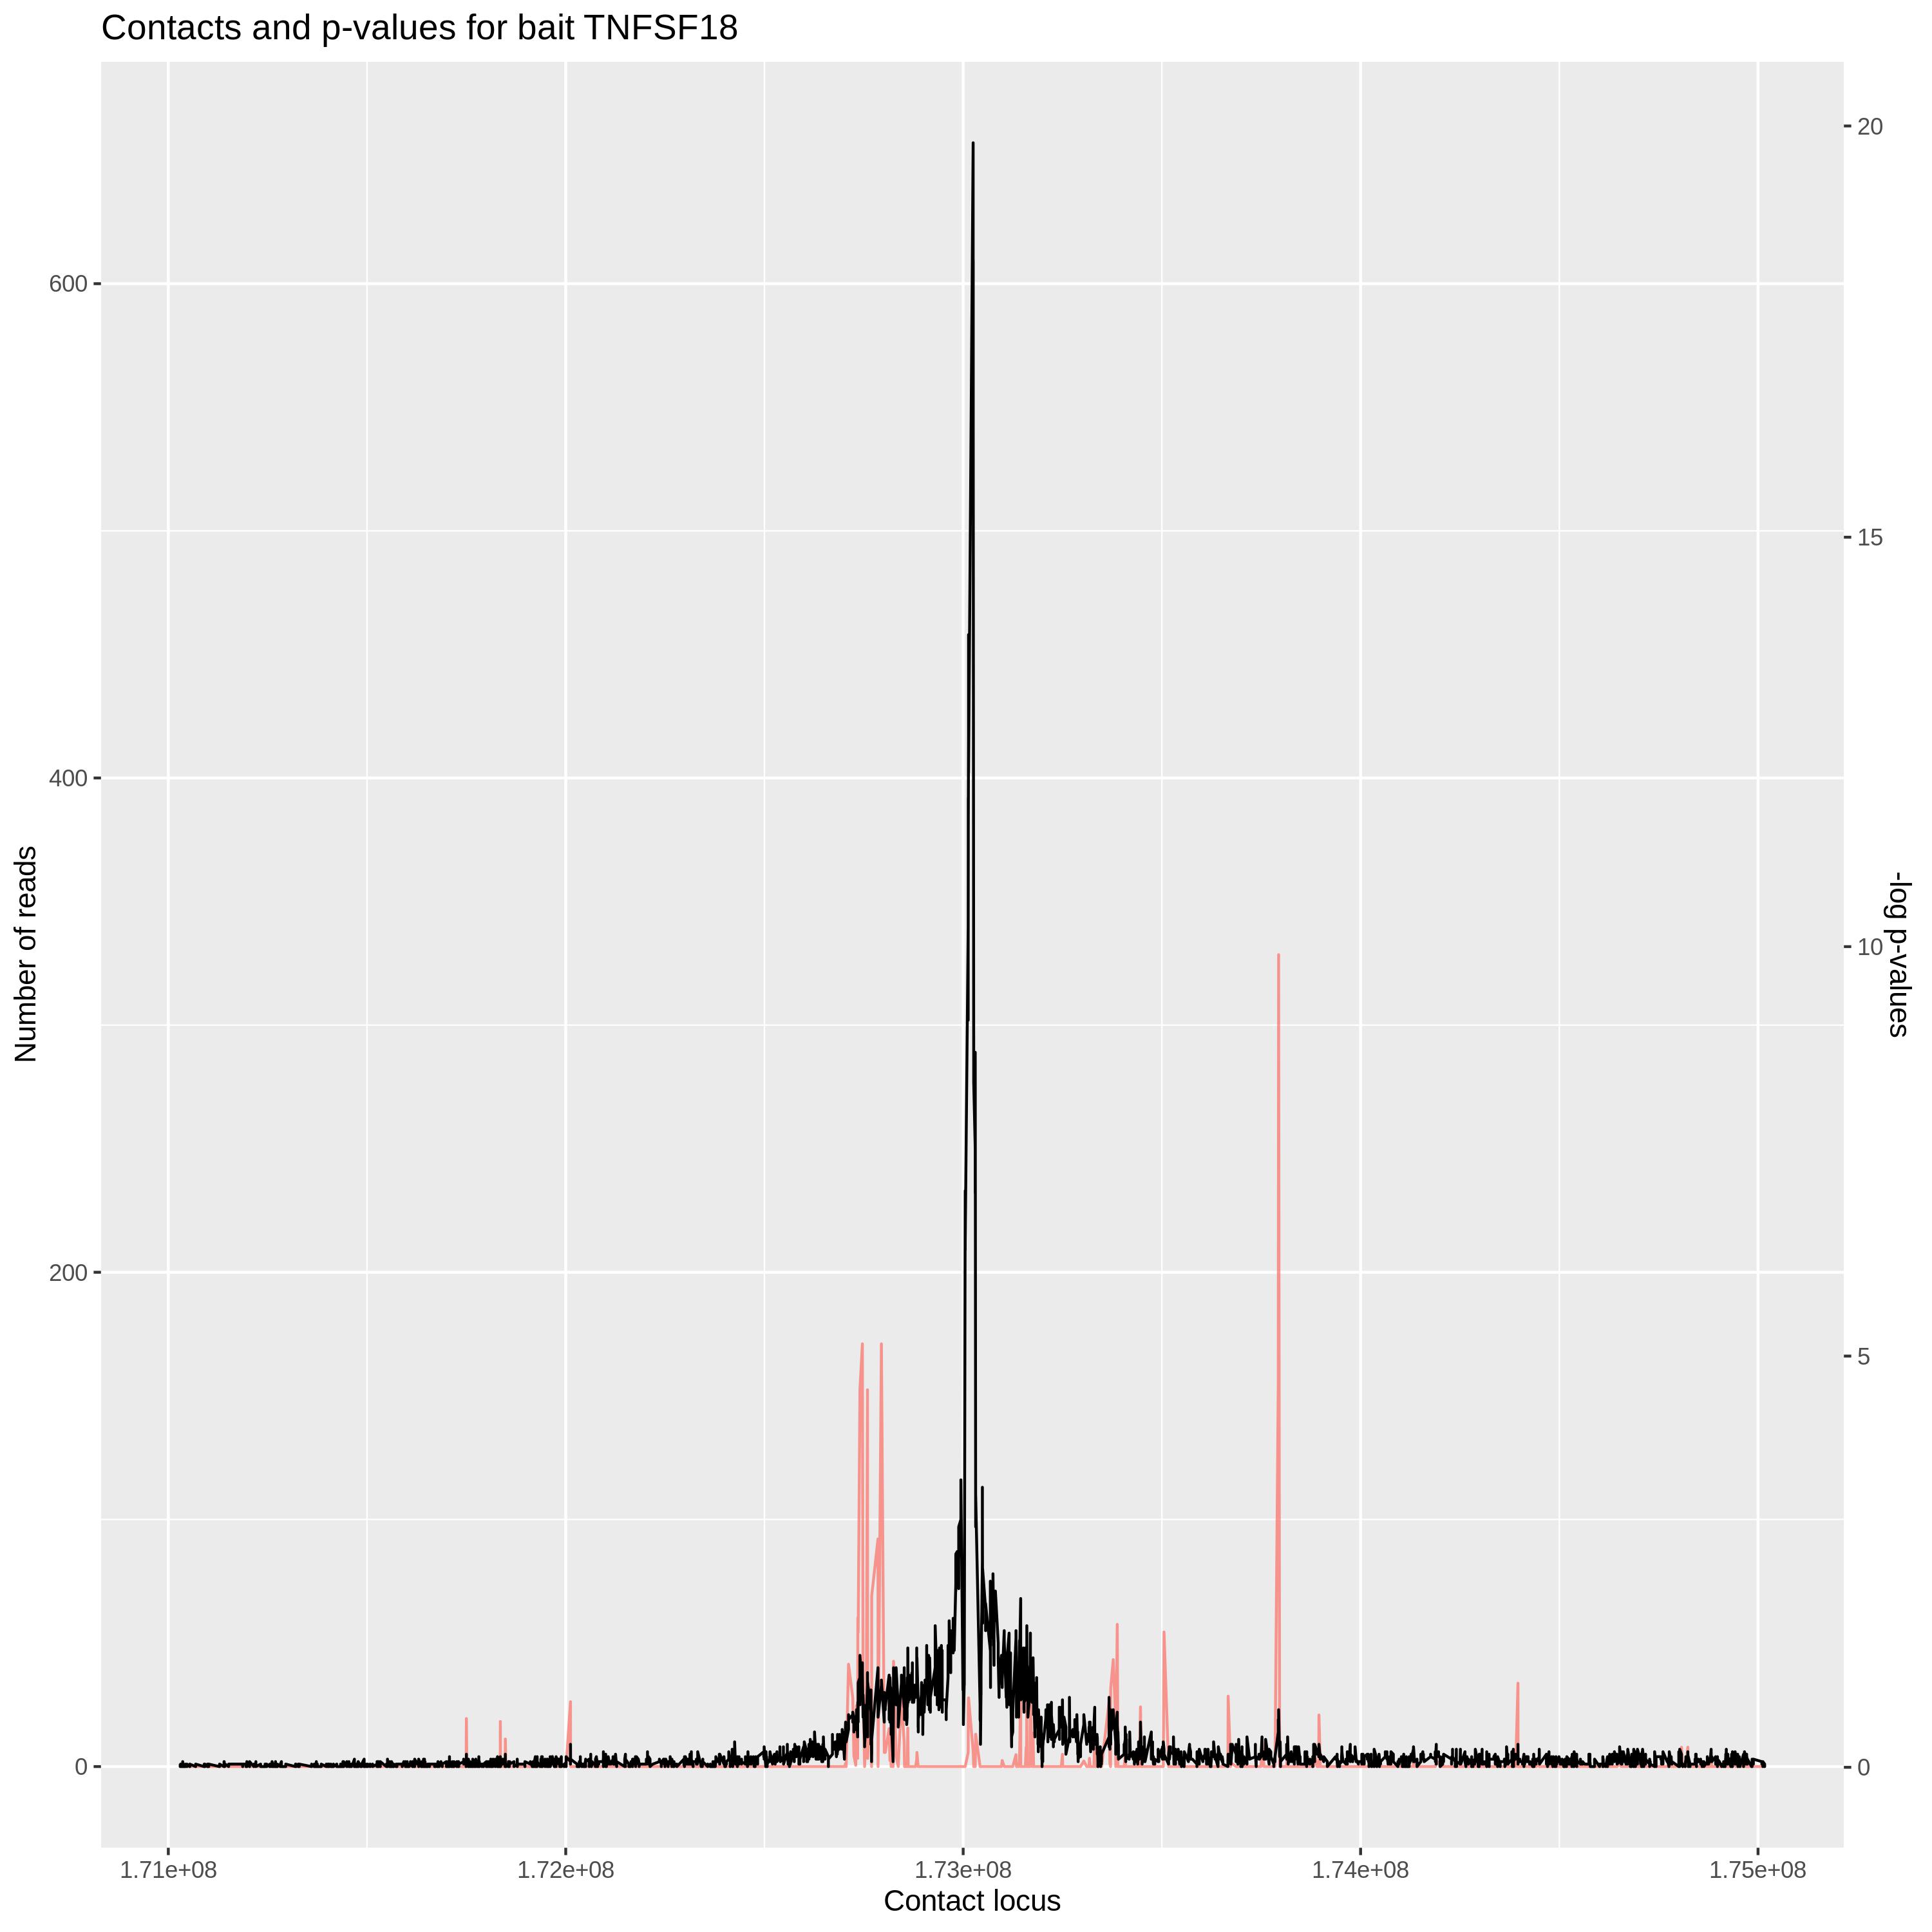 Contacts and p-values for bait TNFSF18
600
400
200
0
Number of reads
20
15
10
5
0
-log p-values
1.71e+08
1.72e+08
1.73e+08
1.74e+08
1.75e+08
Contact locus